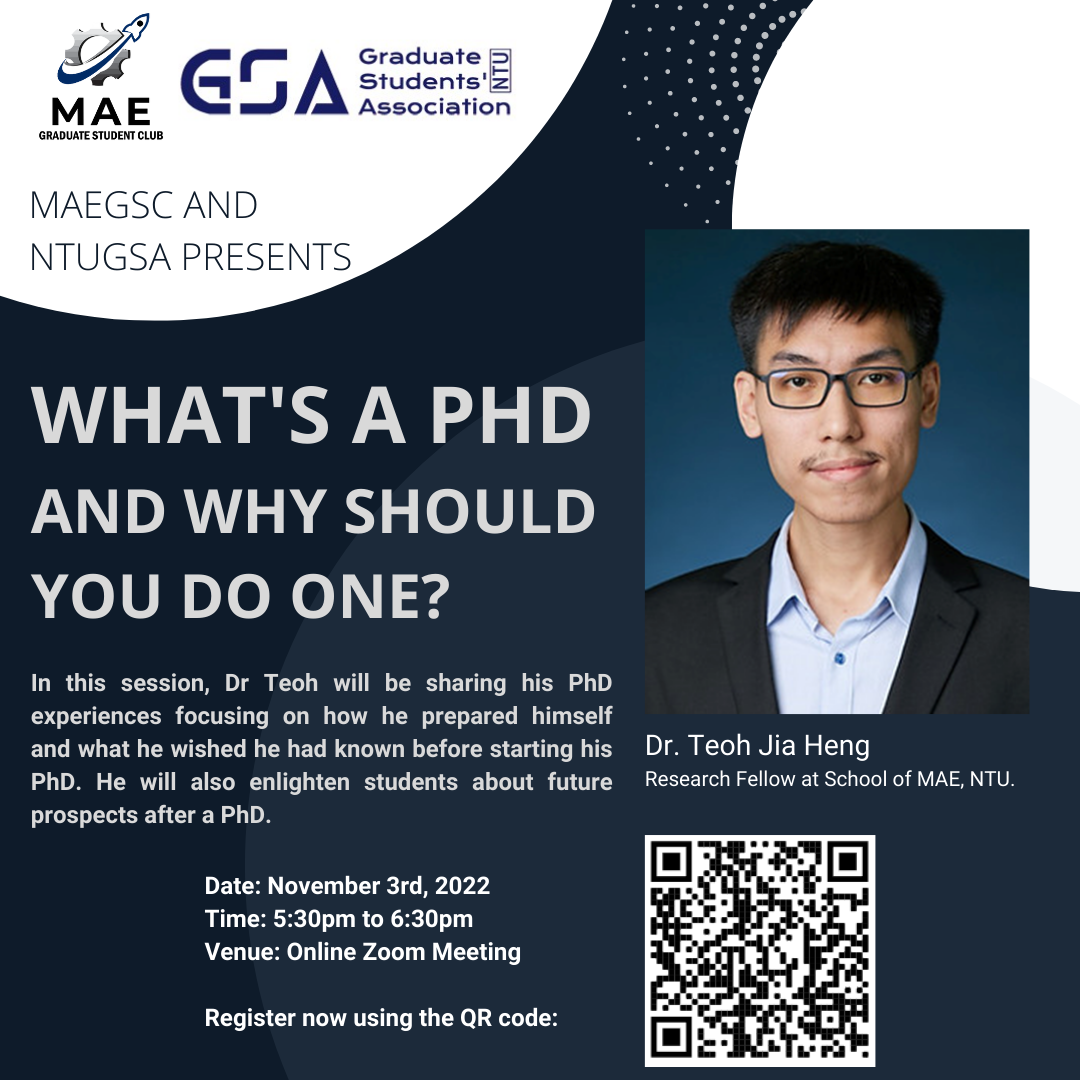 MAE
GRADUATE STUDENT CLUB
GSA
Graduate
Students'
Association
NTU
MAEGSC AND
NTUGSA PRESENTS
WHAT'S A PHD
AND WHY SHOULD
YOU DO ONE?
In this session, Dr Teoh will be sharing his PhD
experiences focusing on how he prepared himself
and what he wished he had known before starting his
PhD. He will also enlighten students about future
prospects after a PhD.
Dr. Teoh Jia Heng
Research Fellow at School of MAE, NTU.
Date: November 3rd, 2022
Time: 5:30pm to 6:30pm
Venue: Online Zoom Meeting
Register now using the QR code: